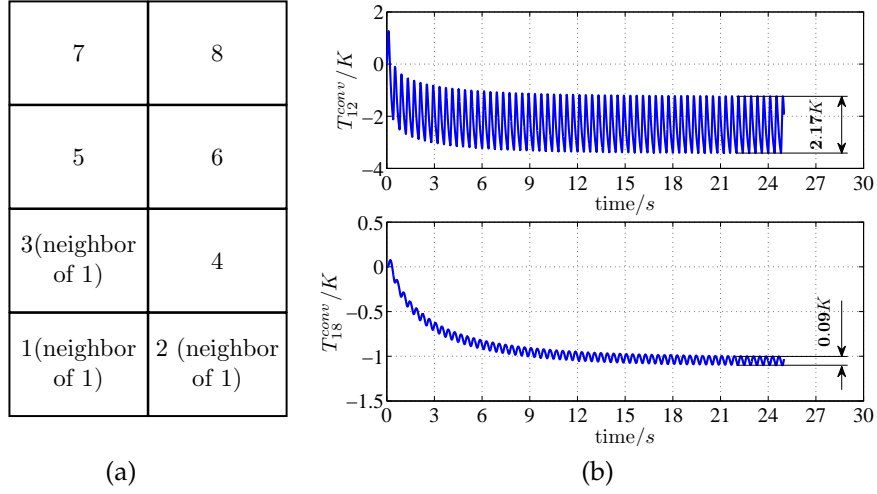 7
8
5
6
3(neighbor
of 1)
4
1(neighbor
of 1)
2 (neighbor
of 1)
(a)
T_{12}^{conv}/K
2
0
−2
−4
0 3 6 9 12 15 18 21 24 27 30
time/s
2.17K
T_{18}^{conv}/K
0.5
0
−0.5
−1
−1.5
0 3 6 9 12 15 18 21 24 27 30
time/s
0.09K
(b)